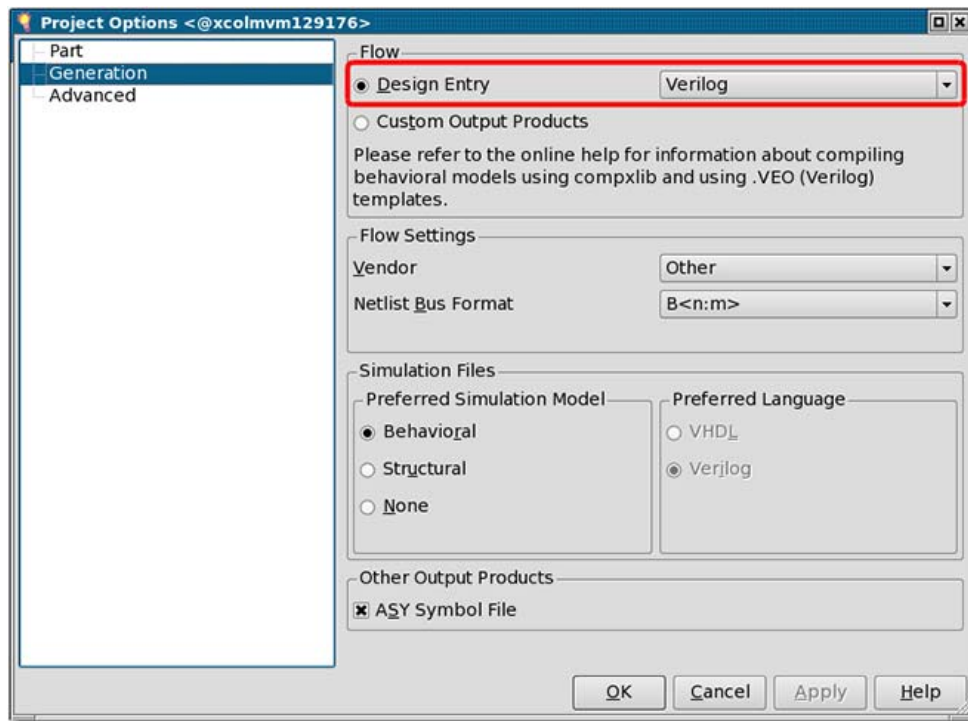 Project Options <@xcolmvm129176>
Part
Generation
Advanced
Flow
Design Entry
Verilog
Custom Output Products
Please refer to the online help for information about compiling
behavioral models using compxlib and using .VEO (Verilog)
templates.
Flow Settings
Vendor
Other
Netlist Bus Format
B<n:m>
Simulation Files
Preferred Simulation Model
Behavioral
Structural
None
Preferred Language
VHDL
Verilog
Other Output Products
ASY Symbol File
OK
Cancel
Apply
Help